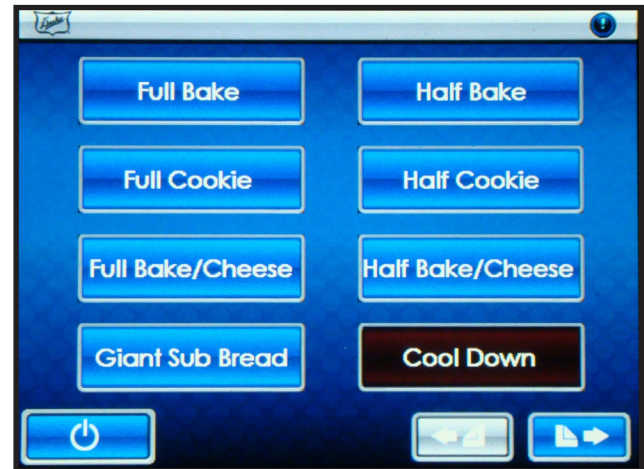 Duke
Full Bake
Half Bake
Full Cookie
Half Cookie
Full Bake/Cheese
Half Bake/Cheese
Giant Sub Bread
Cool Down